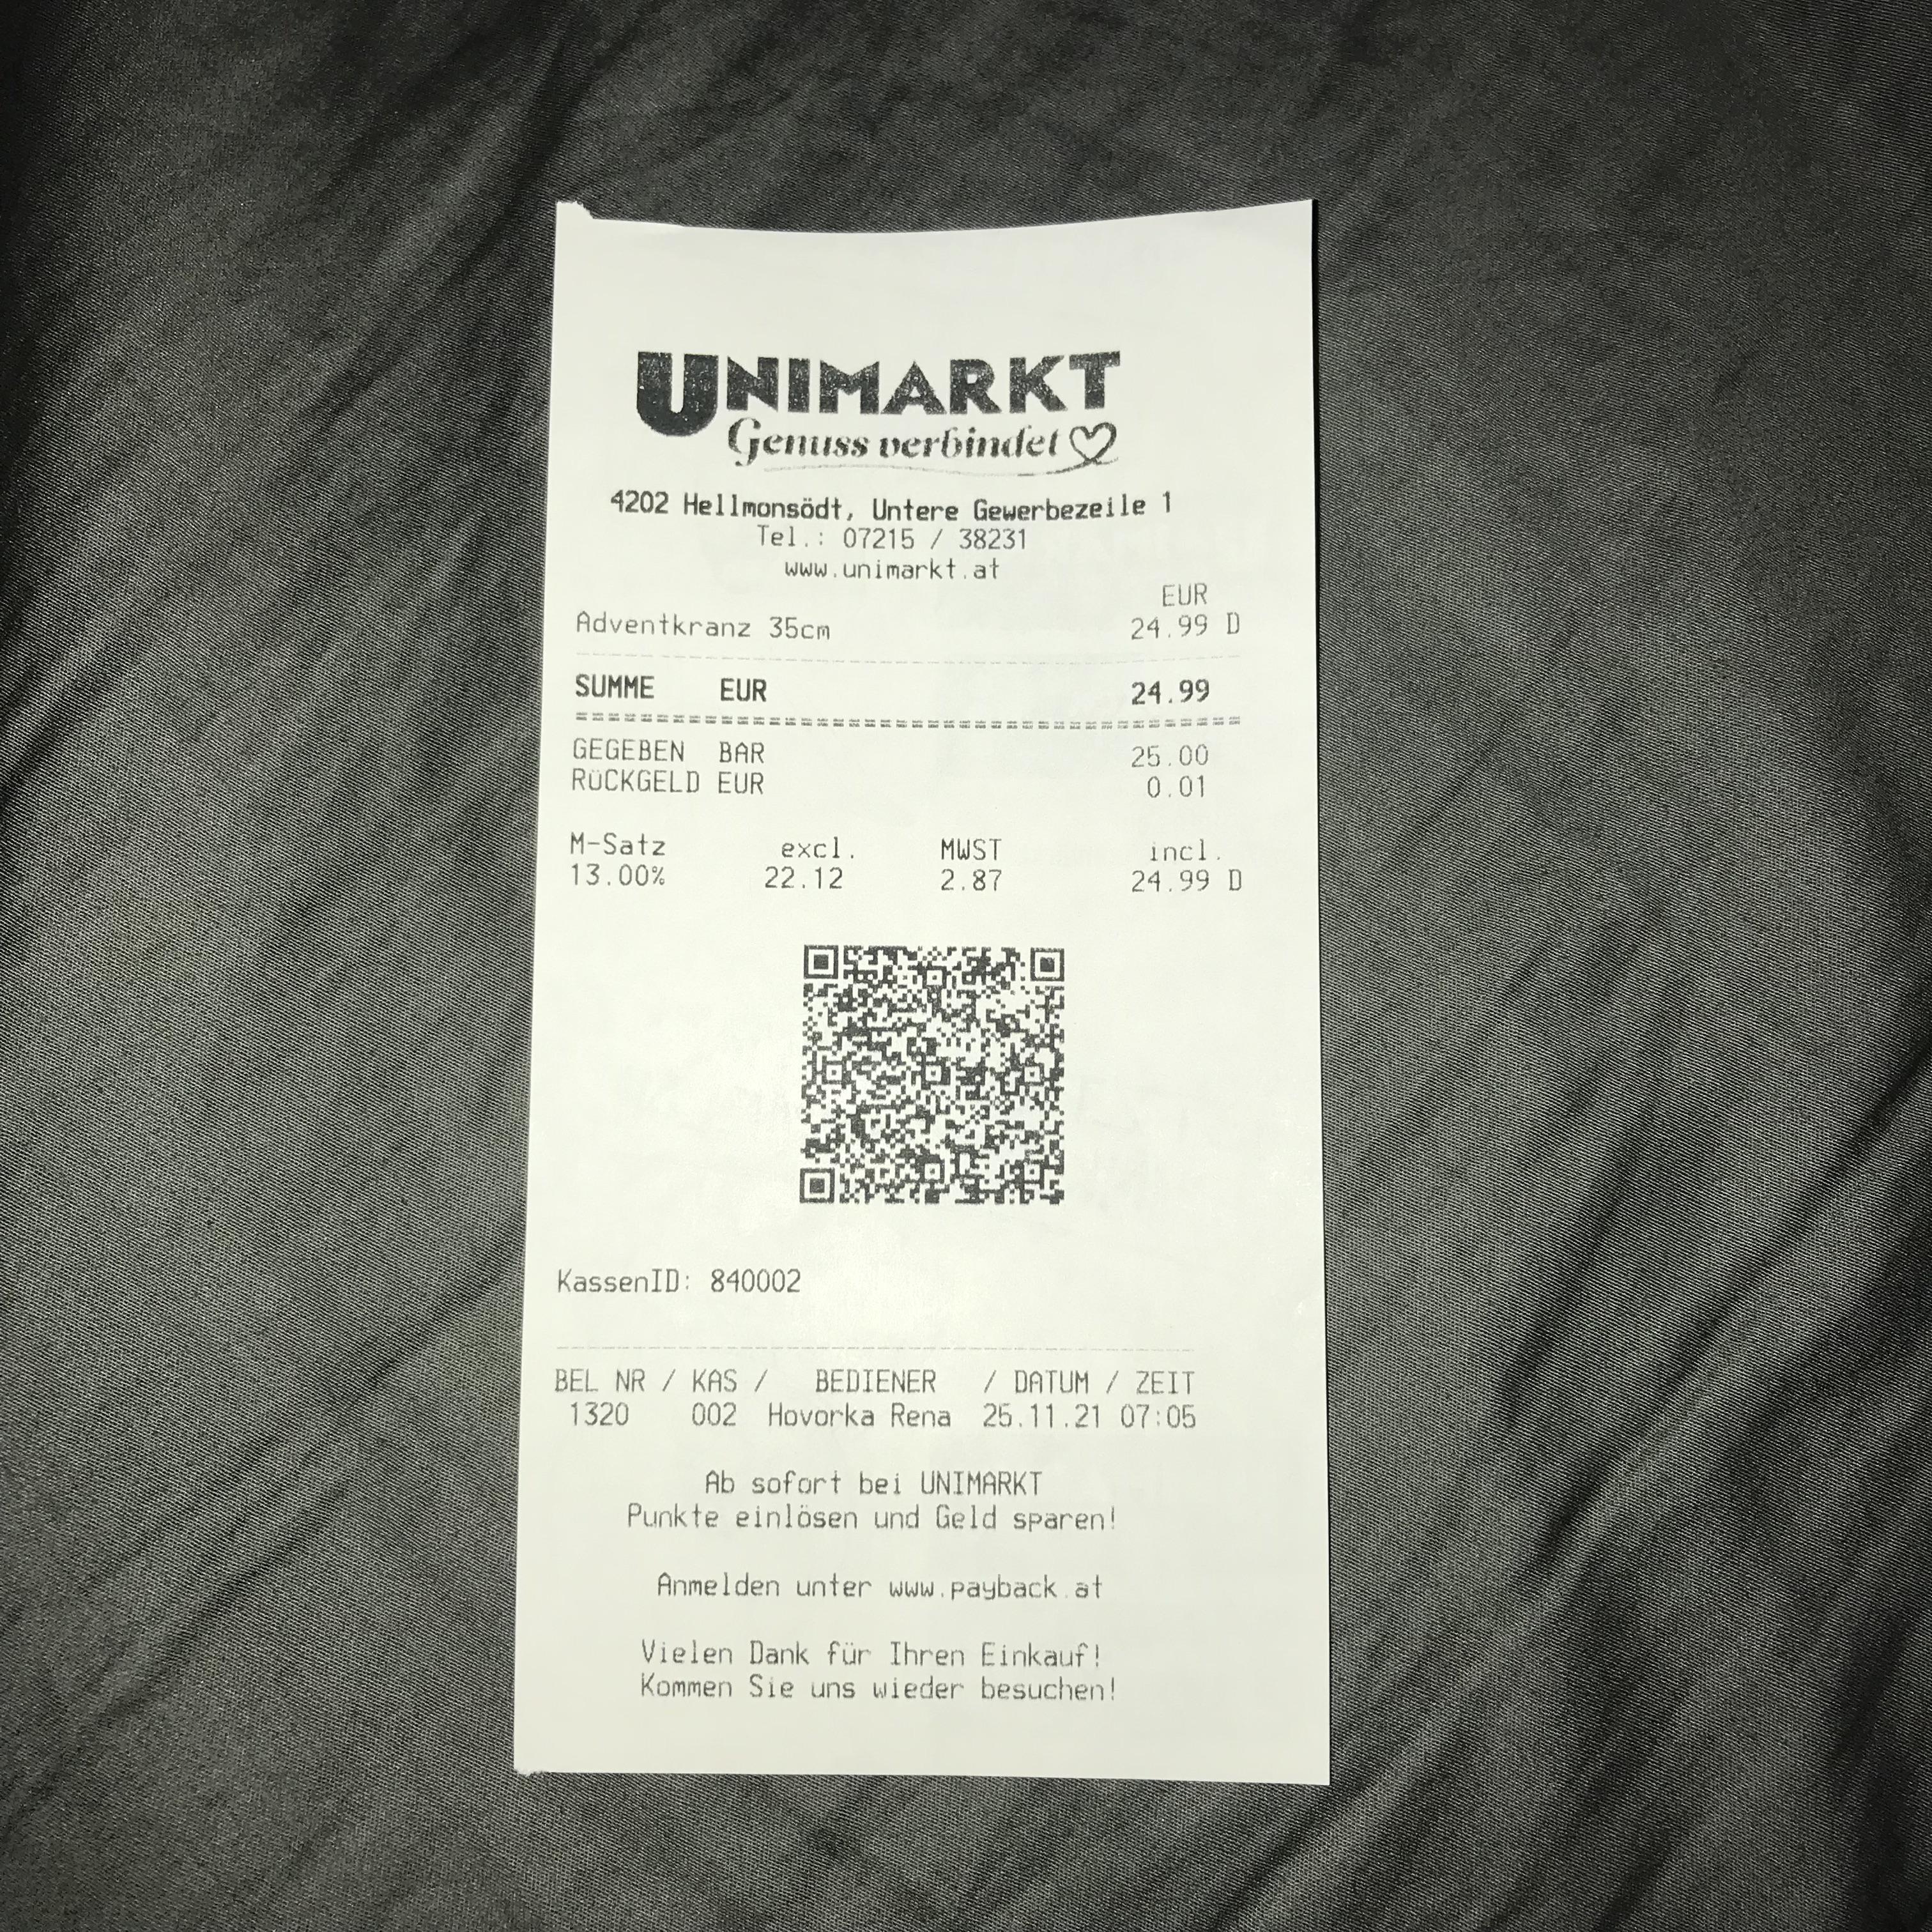 UNIMARKT
Genuss verbindet
4202 Hellmonsödt, Untere Gewerbezeile 1
Tel.: 07215 / 38231
www.unimarkt.at
EUR
Adventkranz 35cm 24.99 D
SUMME EUR 24.99
GEGEBEN BAR 25.00
RÜCKGELD EUR 0.01
M-Satz excl. MWST incl.
13.00% 22.12 2.87 24.99 D
KassenID: 840002
BEL NR / KAS / BEDIENER / DATUM / ZEIT
1320 002 Hovorka Rena 25.11.21 07:05
Ab sofort bei UNIMARKT
Punkte einlösen und Geld sparen!
Anmelden unter www.payback.at
Vielen Dank für Ihren Einkauf!
Kommen Sie uns wieder besuchen!